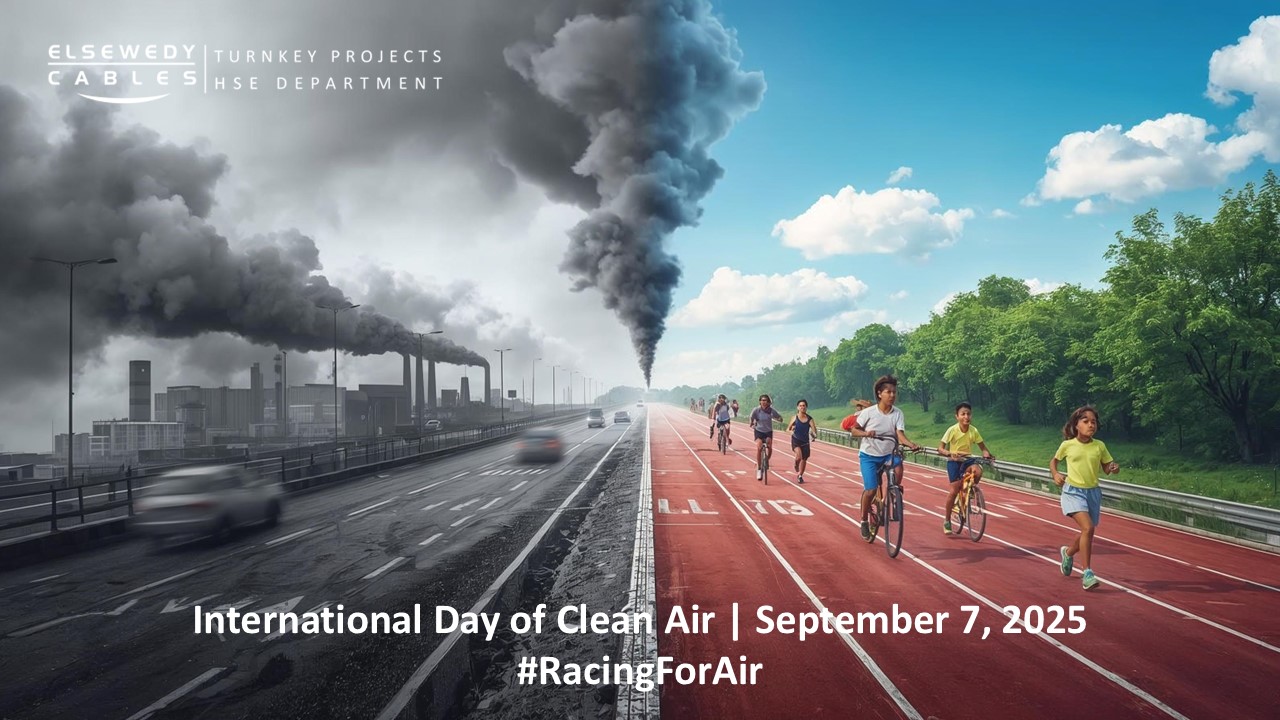 ELSEWEDY
CABLES
TURNKEY PROJECTS
HSE DEPARTMENT
International Day of Clean Air | September 7, 2025
#RacingForAir